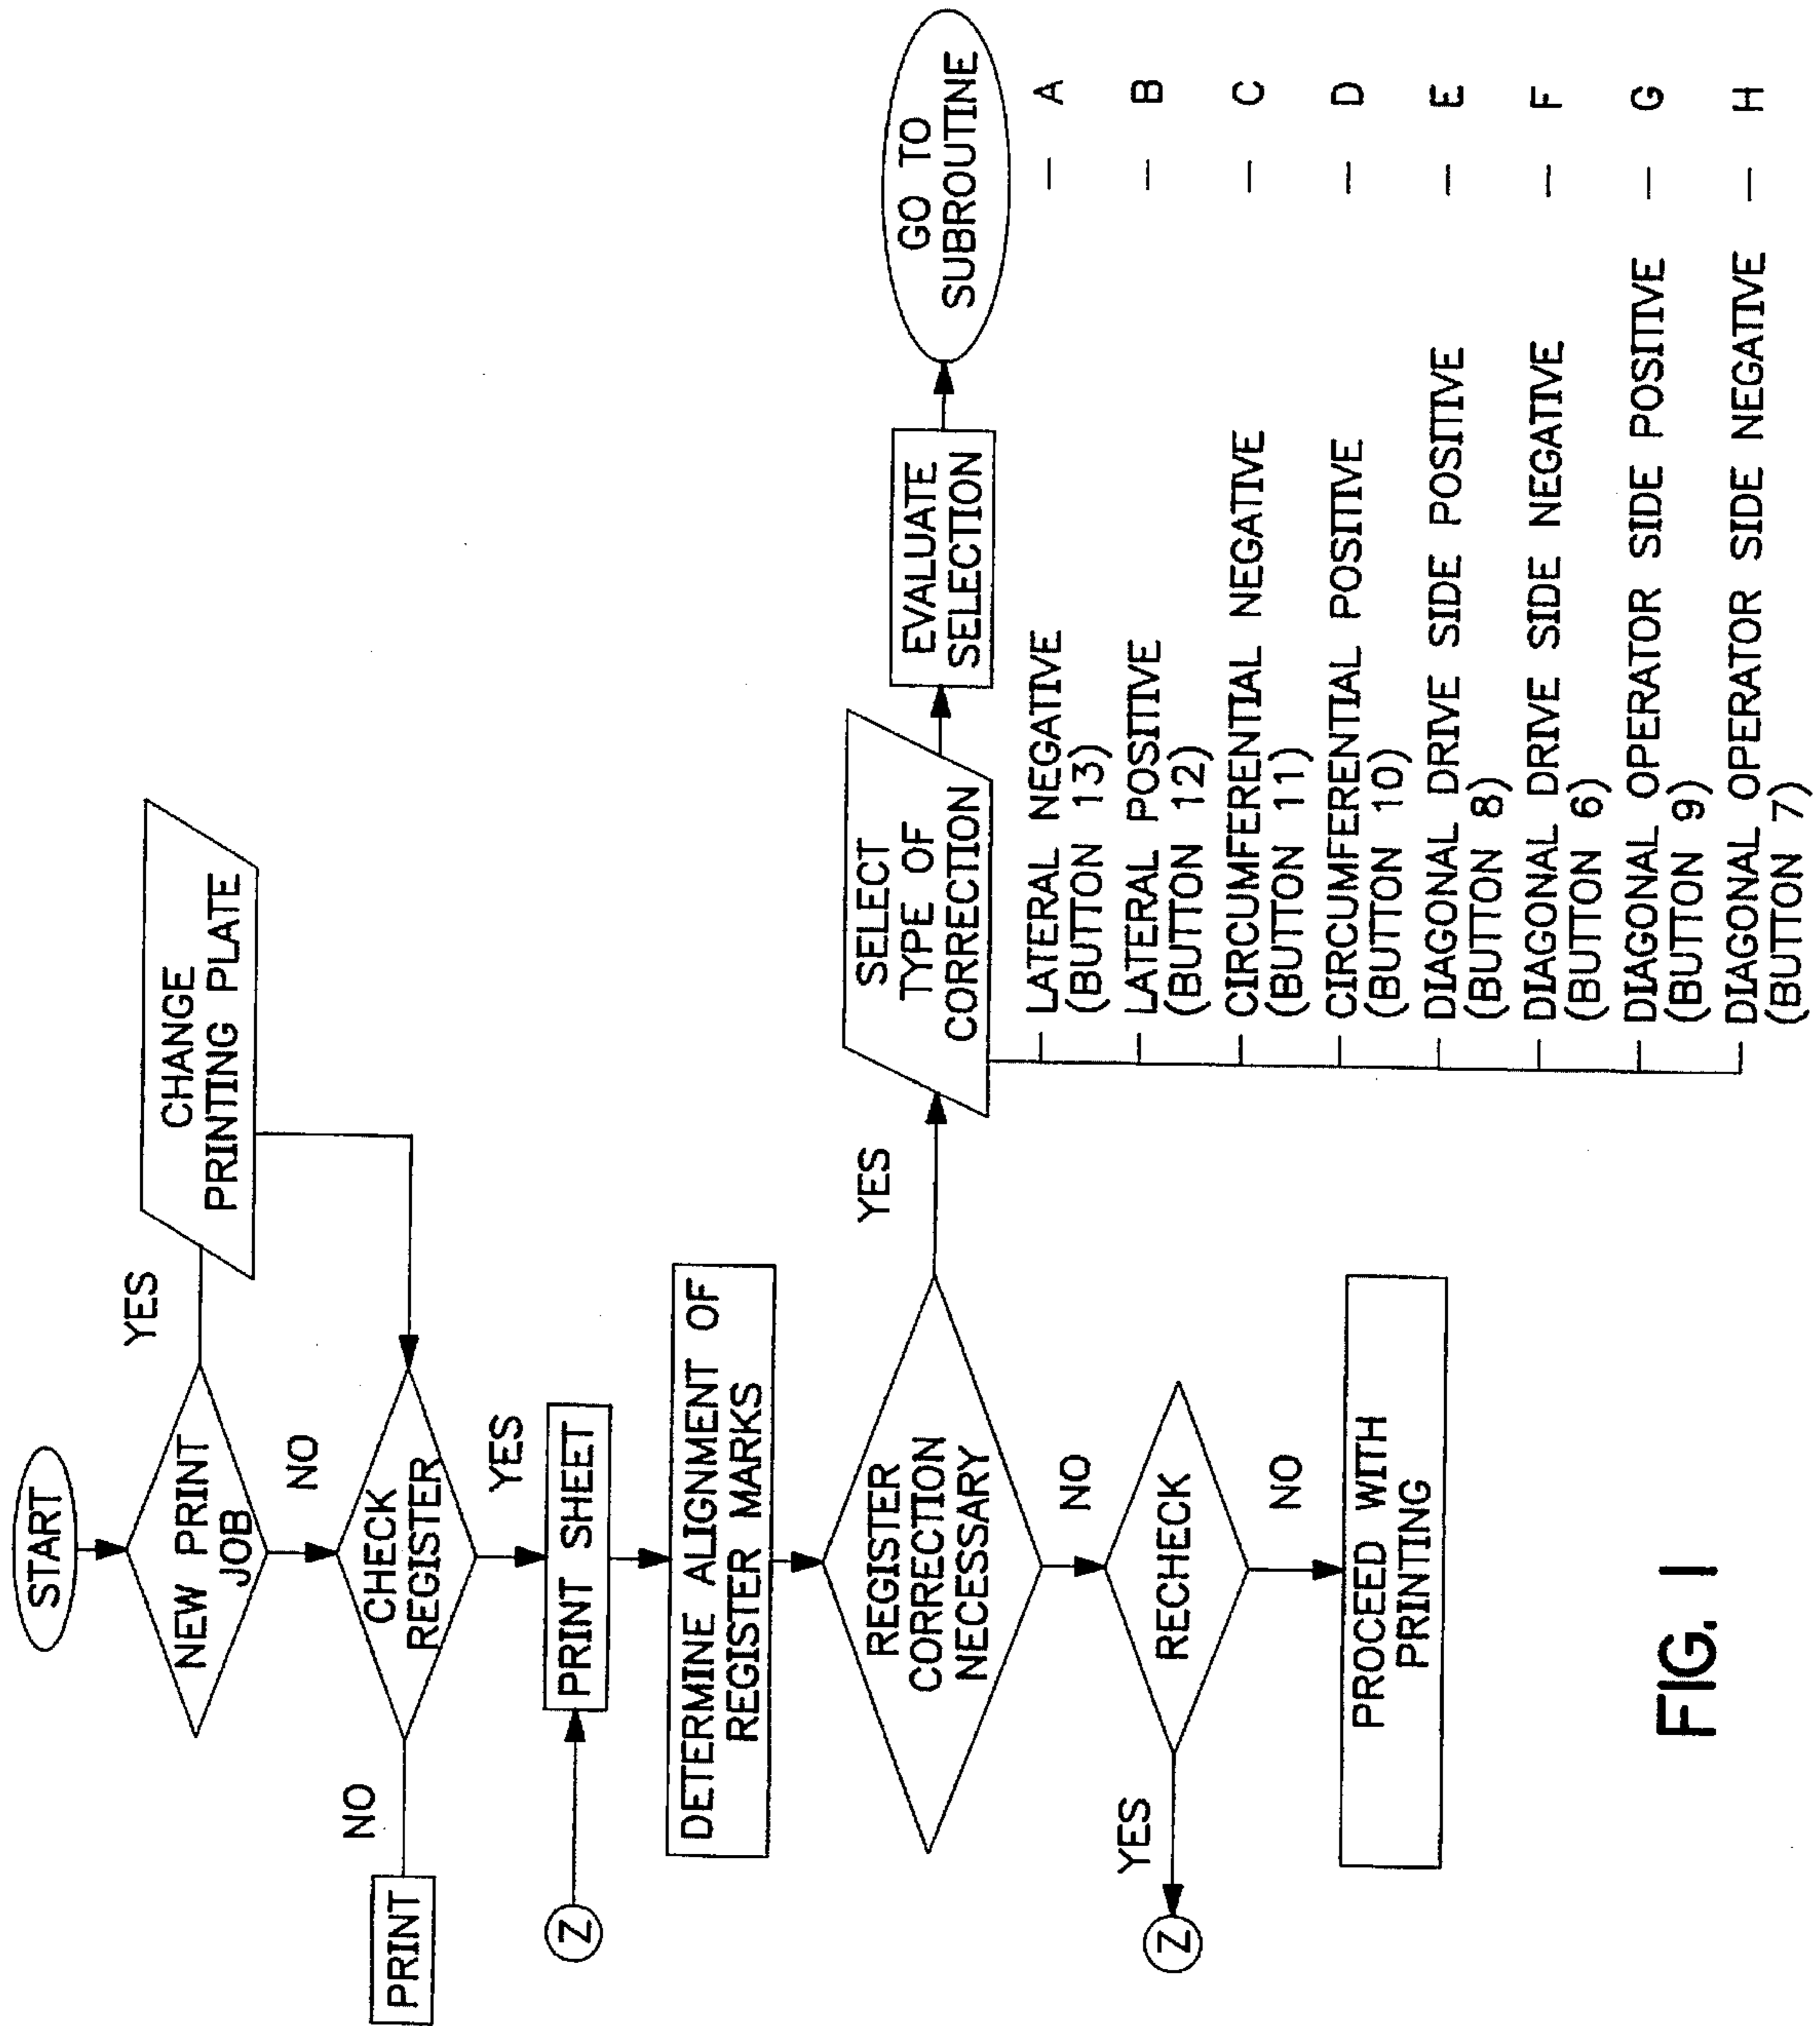 START
NEW PRINT
JOB
YES
CHANGE
PRINTING PLATE
NO
CHECK
REGISTER
NO
PRINT
YES
PRINT SHEET
Z
DETERMINE ALIGNMENT OF
REGISTER MARKS
REGISTER
CORRECTION
NECESSARY
YES
SELECT
TYPE OF
CORRECTION
EVALUATE
SELECTION
GO TO
SUBROUTINE
LATERAL NEGATIVE — A
(BUTTON 13)
LATERAL POSITIVE — B
(BUTTON 12)
CIRCUMFERENTIAL NEGATIVE — C
(BUTTON 11)
CIRCUMFERENTIAL POSITIVE — D
(BUTTON 10)
DIAGONAL DRIVE SIDE POSITIVE — E
(BUTTON 8)
DIAGONAL DRIVE SIDE NEGATIVE — F
(BUTTON 6)
DIAGONAL OPERATOR SIDE POSITIVE — G
(BUTTON 9)
DIAGONAL OPERATOR SIDE NEGATIVE — H
(BUTTON 7)
NO
RECHECK
YES
Z
NO
PROCEED WITH
PRINTING
FIG. 1